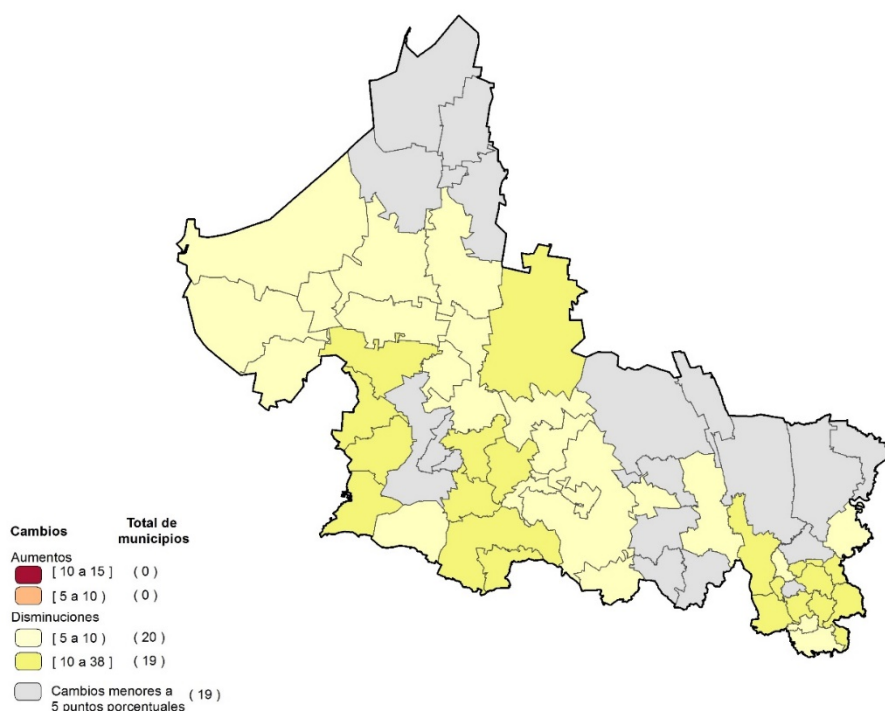 Cambios Total de
municipios
Aumentos
[ 10 a 15 ] ( 0 )
[ 5 a 10 ) ( 0 )
Disminuciones
[ 5 a 10 ) ( 20 )
[ 10 a 38 ] ( 19 )
Cambios menores a ( 19 )
5 puntos porcentuales